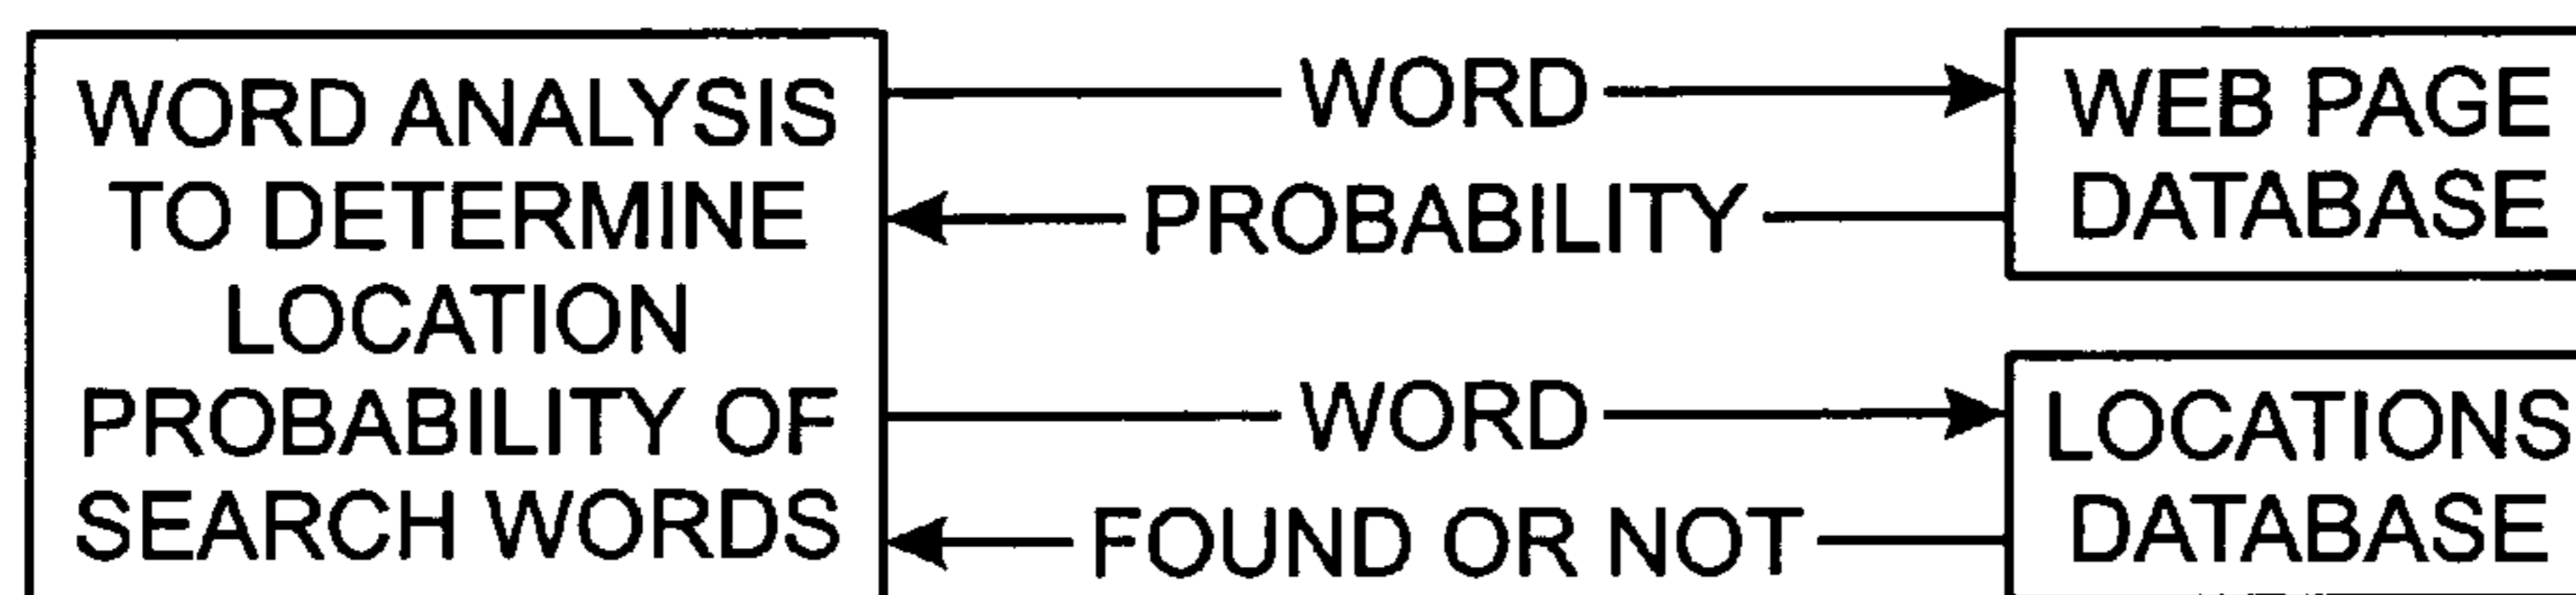 WORD ANALYSIS
TO DETERMINE
LOCATION
PROBABILITY OF
SEARCH WORDS
WORD
PROBABILITY
WORD
FOUND OR NOT
WEB PAGE
DATABASE
LOCATIONS
DATABASE